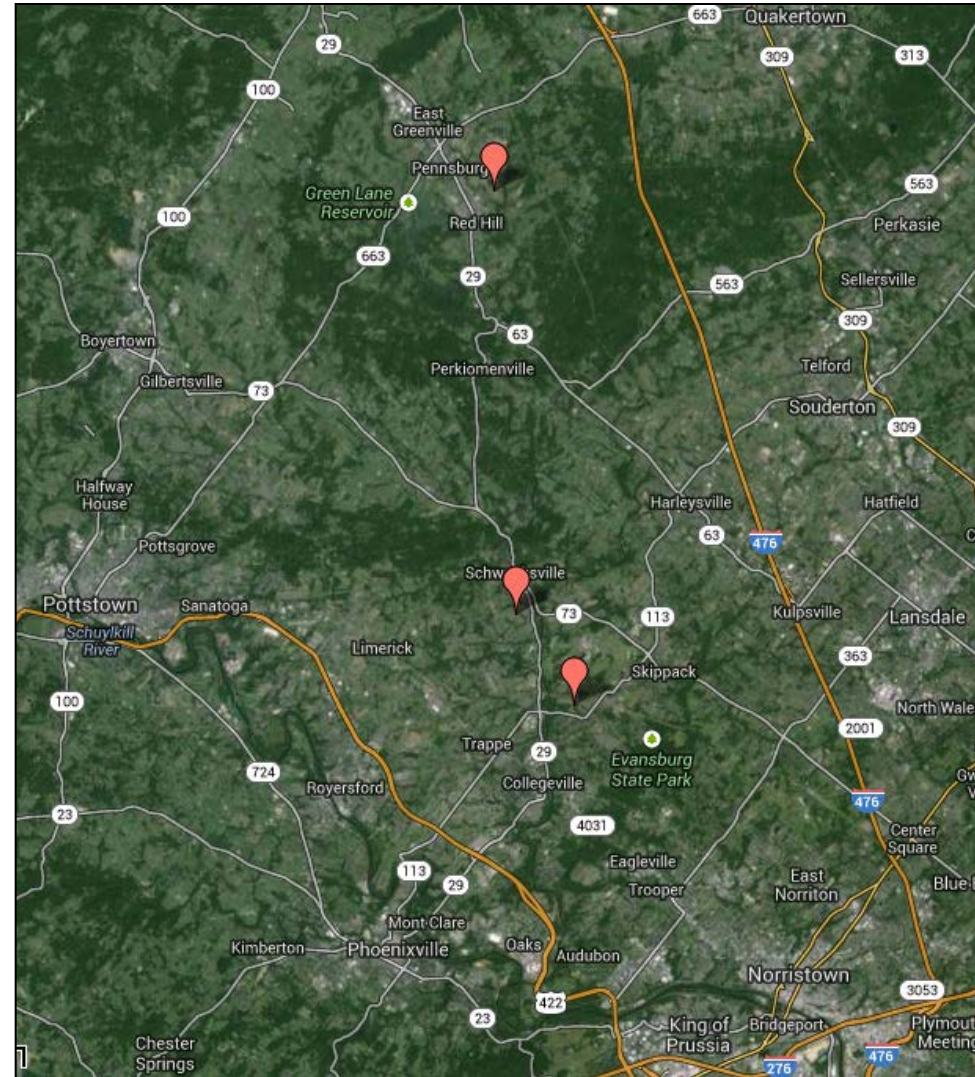 663
Quakertown
29
309
313
100
East
Greenville
Pennsburg
563
Green Lane
Reservoir
100
Red Hill
Perkasie
663
29
563
Sellersville
63
309
Boyertown
Perkiomenville
Telford
Gilbertsville
73
Souderton
309
Halfway
House
Harleysville
Hatfield
63
476
Pottsgrove
Pottstown
Sanatoga
73
113
Kulpsville
Lansdale
Schuylkill
River
Limerick
Skippack
363
100
North Wale
2001
Trappe
29
Evansburg
State Park
724
Royersford
Collegeville
476
23
4031
Center
Square
Eagleville
113
29
Trooper
East
Norriton
Mont Clare
Kimberton
Phoenixville
Oaks
Audubon
Norristown
422
3053
23
King of
Prussia
Bridgeport
Plymou
Meeting
Chester
Springs
276
476